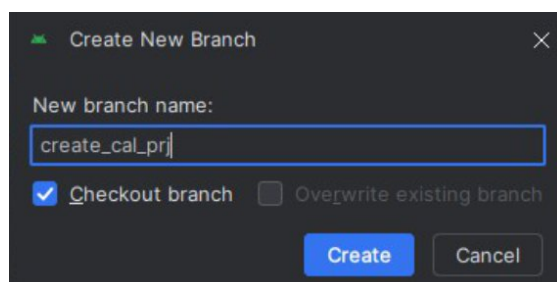 Create New Branch
New branch name:
create_cal_prj
Checkout branch Overwrite existing branch
Create Cancel